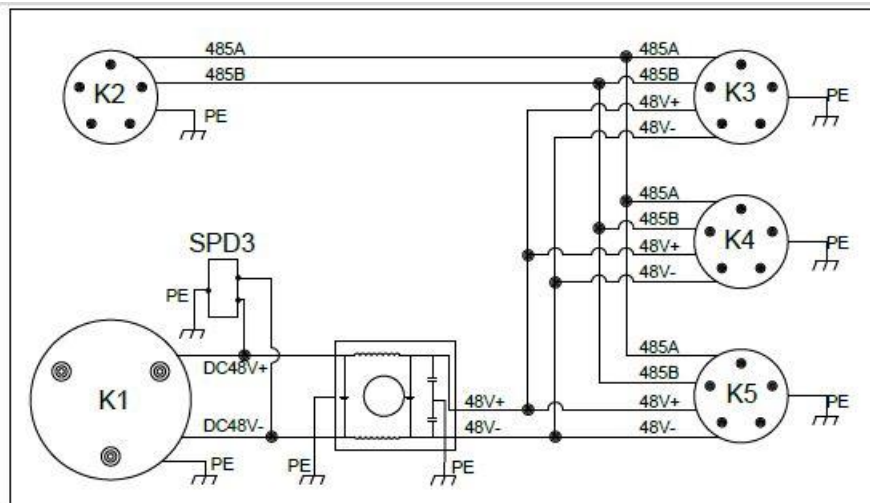 485A
485A
485B
485B
K2
K3
PE
48V+
PE
48V-
485A
485B
SPD3
48V+
K4
PE
48V-
PE
485A
DC48V+
485B
K1
48V+
48V+
K5
PE
DC48V-
48V-
48V-
PE
PE
PE